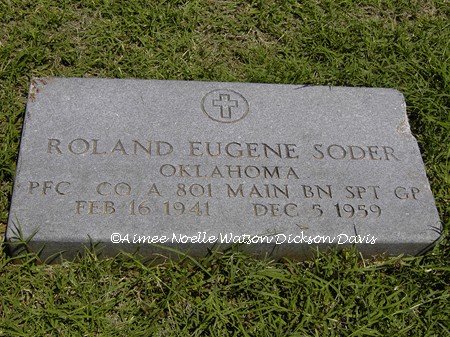 ROLAND EUGENE SODER
OKLAHOMA
PFC CO A 801 MAIN BN SPT GP
FEB 16 1941 DEC 5 1959
©Aimee Noelle Watson Dickson Davis